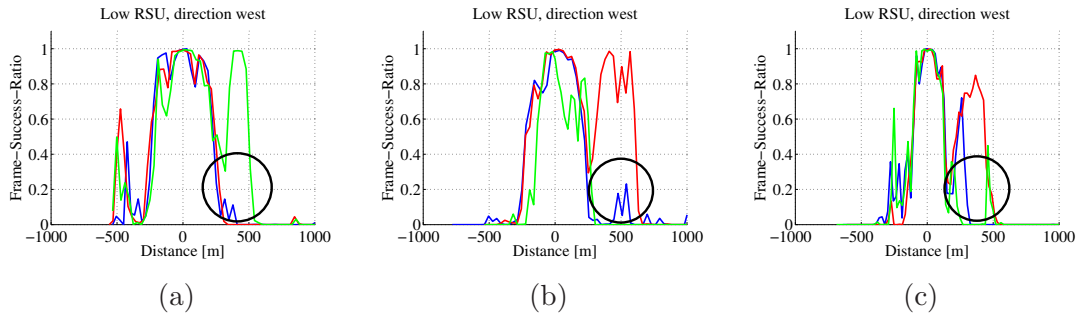 Low RSU, direction west
Frame−Success−Ratio
1
0.8
0.6
0.4
0.2
0
−1000 −500 0 500 1000
Distance [m]
(a)
Low RSU, direction west
Frame−Success−Ratio
1
0.8
0.6
0.4
0.2
0
−1000 −500 0 500 1000
Distance [m]
(b)
Low RSU, direction west
Frame−Success−Ratio
1
0.8
0.6
0.4
0.2
0
−1000 −500 0 500 1000
Distance [m]
(c)